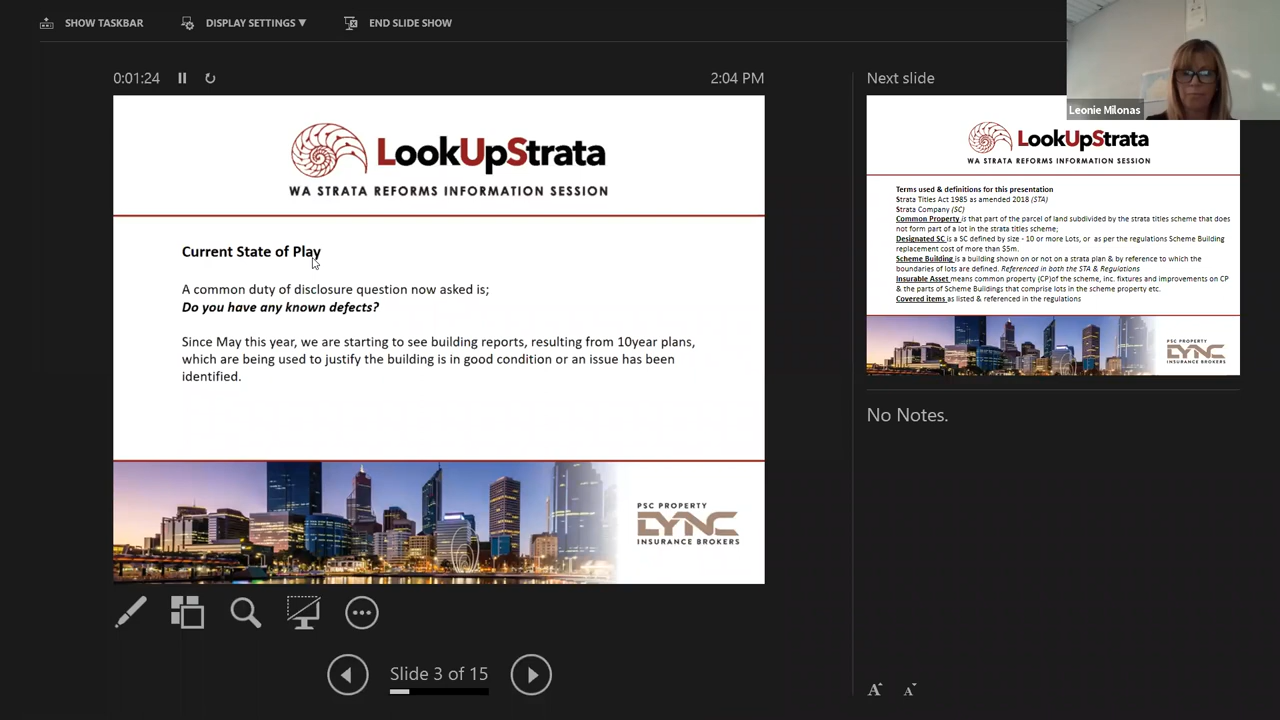 SHOW TASKBAR
DISPLAY SETTINGS ▼
END SLIDE SHOW
0:01:24
2:04 PM
LookUpStrata
WA STRATA REFORMS INFORMATION SESSION
Current State of Play
A common duty of disclosure question now asked is;
Do you have any known defects?
Since May this year, we are starting to see building reports, resulting from 10year plans,
which are being used to justify the building is in good condition or an issue has been
identified.
PSC PROPERTY
LYNC
INSURANCE BROKERS
Slide 3 of 15
Next slide
Leonie Milonas
LookUpStrata
WA STRATA REFORMS INFORMATION SESSION
Terms used & definitions for this presentation
Strata Titles Act 1985 as amended 2018 (STA)
Strata Company (SC)
Common Property is that part of the parcel of land subdivided by the strata titles scheme that does
not form part of a lot in the strata titles scheme;
Designated SC is a SC defined by size - 10 or more Lots, or as per the regulations Scheme Building
replacement cost of more than $5m.
Scheme Building is a building shown on or not on a strata plan & by reference to which the
boundaries of lots are defined. Referenced in both the STA & Regulations
Insurable Asset means common property (CP)of the scheme, inc. fixtures and improvements on CP
& the parts of Scheme Buildings that comprise lots in the scheme property etc.
Covered items as listed & referenced in the regulations
PSC PROPERTY
LYNC
INSURANCE BROKERS
No Notes.
A
A